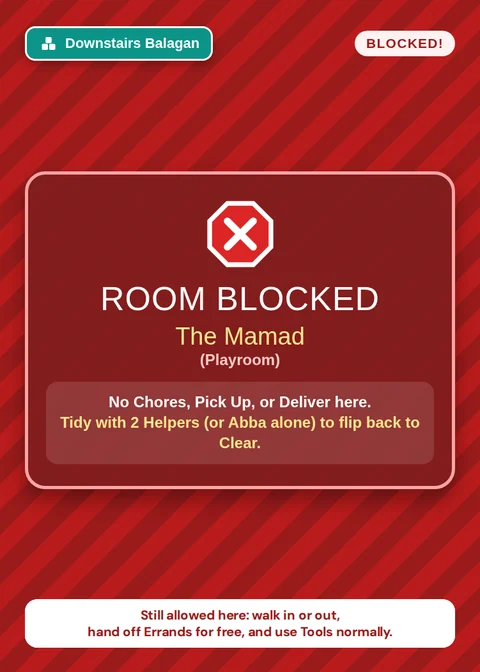 Downstairs Balagan
BLOCKED!
ROOM BLOCKED
The Mamad
(Playroom)
No Chores, Pick Up, or Deliver here.
Tidy with 2 Helpers (or Abba alone) to flip back to
Clear.
Still allowed here: walk in or out,
hand off Errands for free, and use Tools normally.